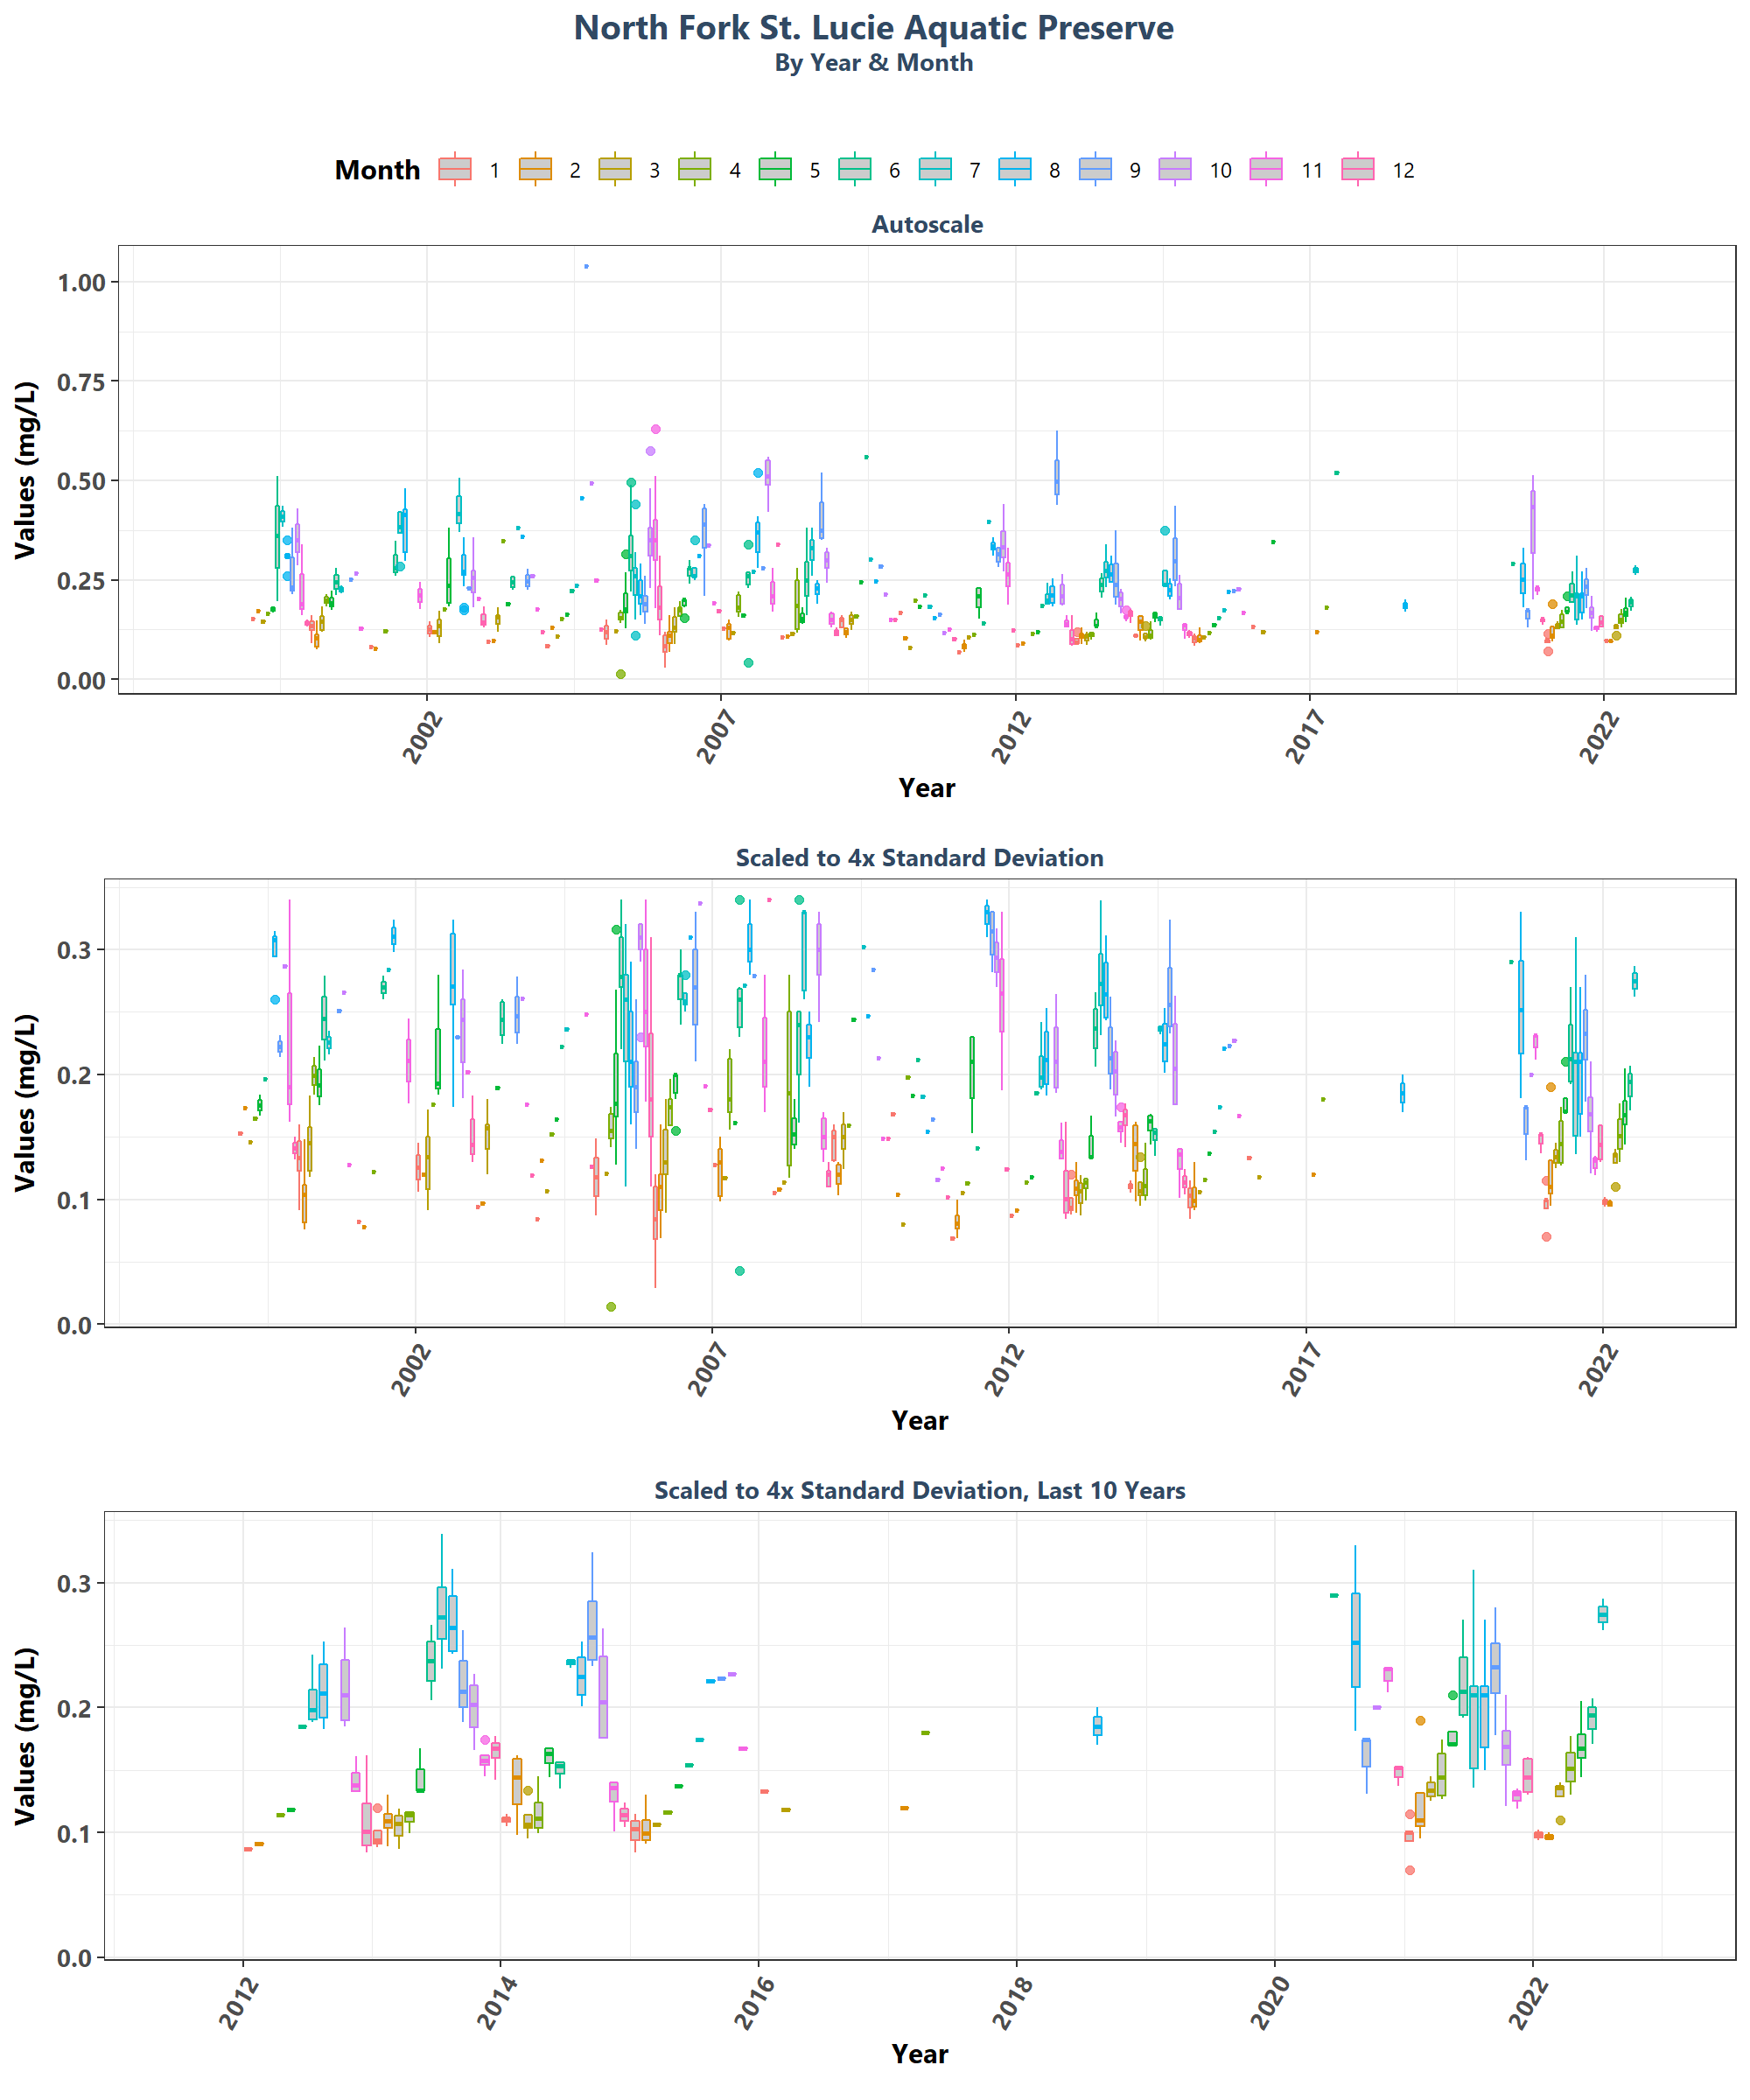 North Fork St. Lucie Aquatic Preserve
By Year & Month
Month 1 2 3 4 5 6 7 8 9 10 11 12
Autoscale
Values (mg/L)
1.00
0.75
0.50
0.25
0.00
2002 2007 2012 2017 2022
Year
Scaled to 4x Standard Deviation
Values (mg/L)
0.3
0.2
0.1
0.0
2002 2007 2012 2017 2022
Year
Scaled to 4x Standard Deviation, Last 10 Years
Values (mg/L)
0.3
0.2
0.1
0.0
2012 2014 2016 2018 2020 2022
Year